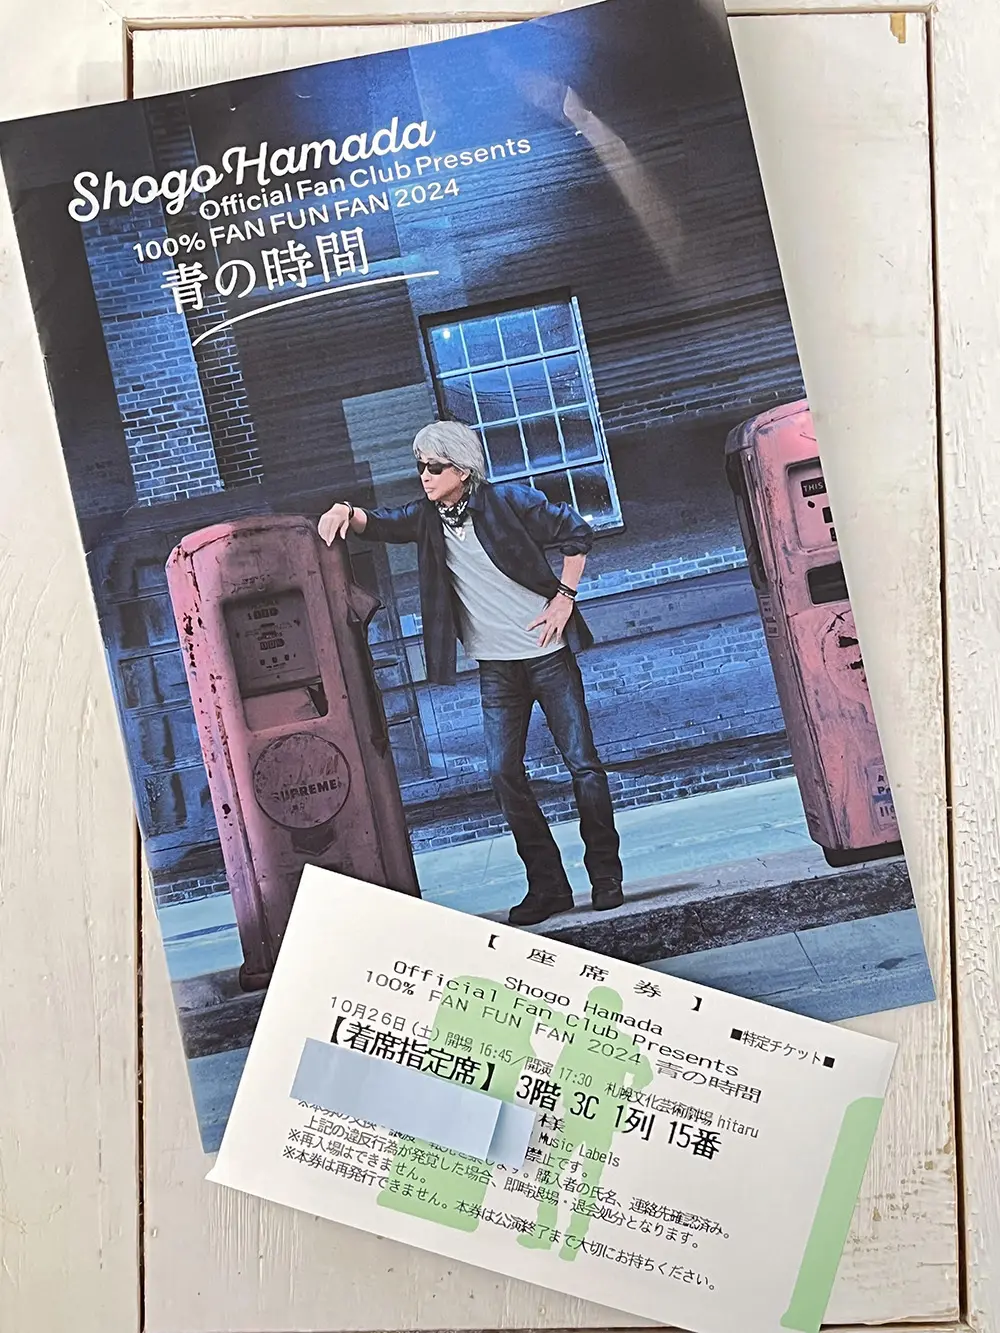 Shogo Hamada
Official Fan Club Presents
100% FAN FUN FAN 2024
青の時間
THIS
SUPREME
【 座 席 券 】
Shogo Hamada
Official Fan Club Presents
100% FAN FUN FAN 2024 青の時間
■特定チケット■
10月26日(土) 開場 16:45/開演 17:30 札幌文化芸術劇場 hitaru
【着席指定席】 3階 3C 1列 15番
様
Music Labels
禁止です。購入者の氏名、連絡先確認済み。
上記の違反行為が発覚した場合、即時退場・退会処分となります。
※再入場はできません。
※本券は再発行できません。本券は公演終了まで大切にお持ちください。